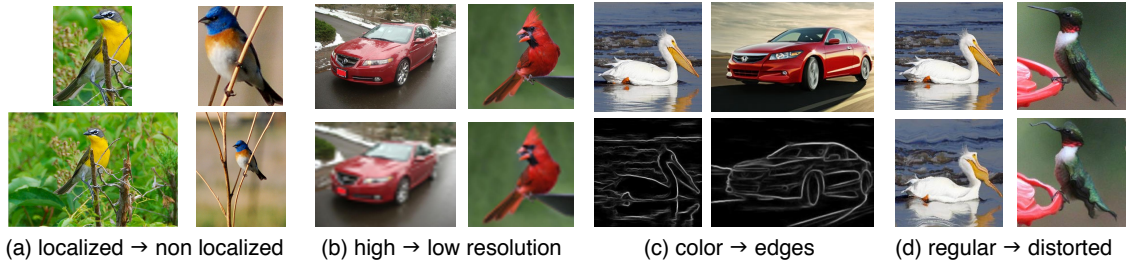 (a) localized → non localized
(b) high → low resolution
(c) color → edges
(d) regular → distorted